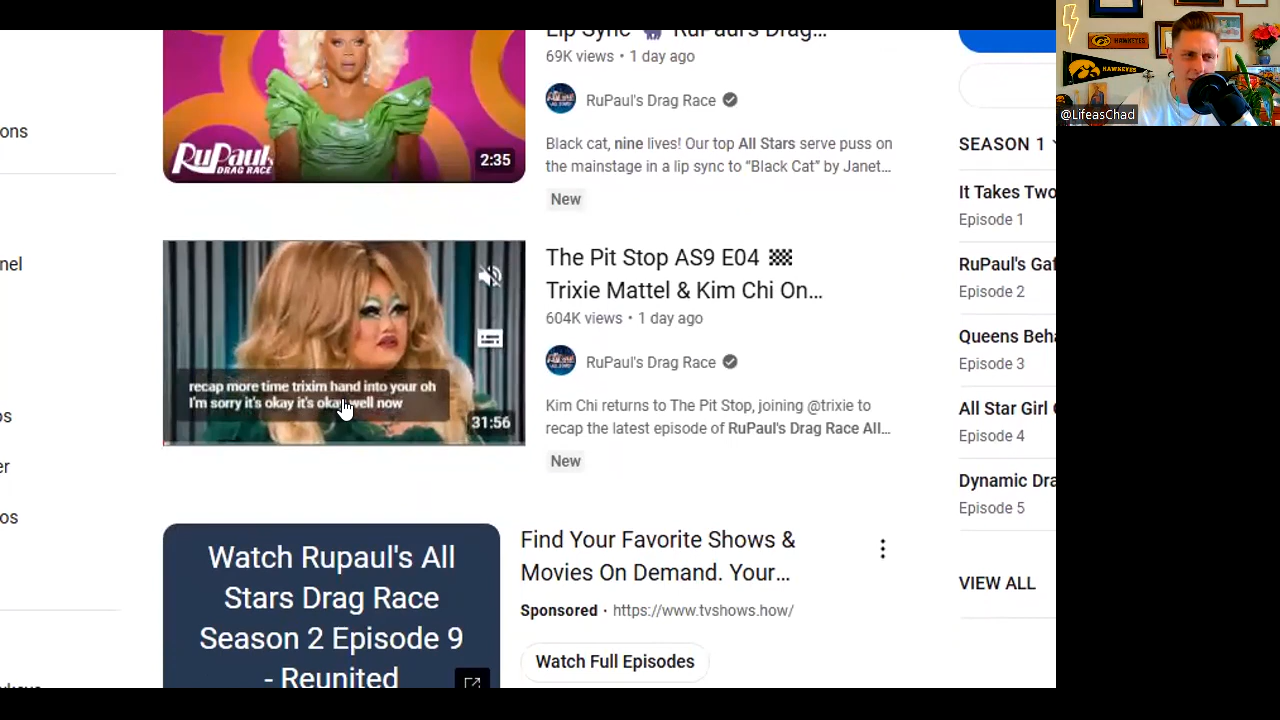 Lip Sync RuPaul's Drag...
69K views • 1 day ago
RuPaul's Drag Race
Black cat, nine lives! Our top All Stars serve puss on
the mainstage in a lip sync to “Black Cat” by Janet...
New
RuPaul's
DRAG RACE
2:35
The Pit Stop AS9 E04
Trixie Mattel & Kim Chi On...
604K views • 1 day ago
RuPaul's Drag Race
Kim Chi returns to The Pit Stop, joining @trixie to
recap the latest episode of RuPaul's Drag Race All...
New
recap more time trixim hand into your oh
I'm sorry it's okay it's okay well now
31:56
Watch Rupaul's All
Stars Drag Race
Season 2 Episode 9
- Reunited
Find Your Favorite Shows &
Movies On Demand. Your...
Sponsored · https://www.tvshows.how/
Watch Full Episodes
ons
nel
os
er
os
SEASON 1
It Takes Two
Episode 1
RuPaul's Gaf
Episode 2
Queens Beha
Episode 3
All Star Girl
Episode 4
Dynamic Dra
Episode 5
VIEW ALL
HAWKEYES
HAWKEYES
@LifeasChad